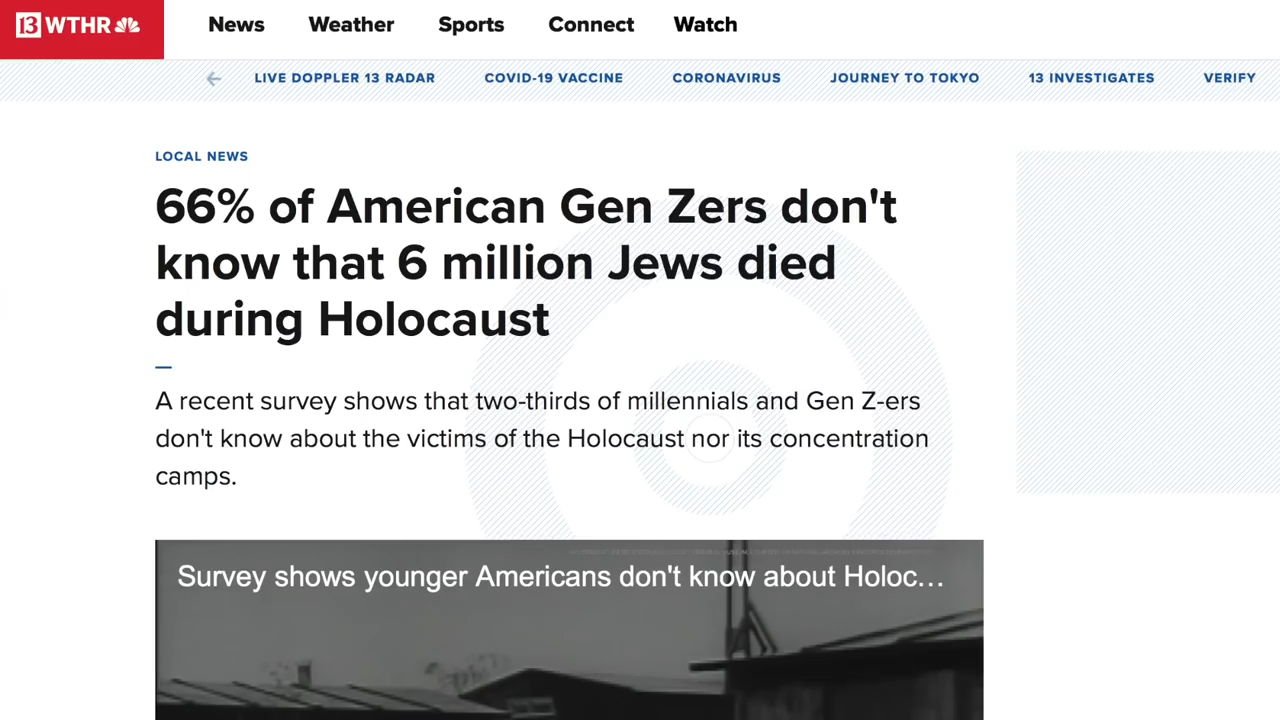 13 WTHR
News Weather Sports Connect Watch
LIVE DOPPLER 13 RADAR COVID-19 VACCINE CORONAVIRUS JOURNEY TO TOKYO 13 INVESTIGATES VERIFY
LOCAL NEWS
66% of American Gen Zers don't
know that 6 million Jews died
during Holocaust
A recent survey shows that two-thirds of millennials and Gen Z-ers
don't know about the victims of the Holocaust nor its concentration
camps.
Survey shows younger Americans don't know about Holoc...